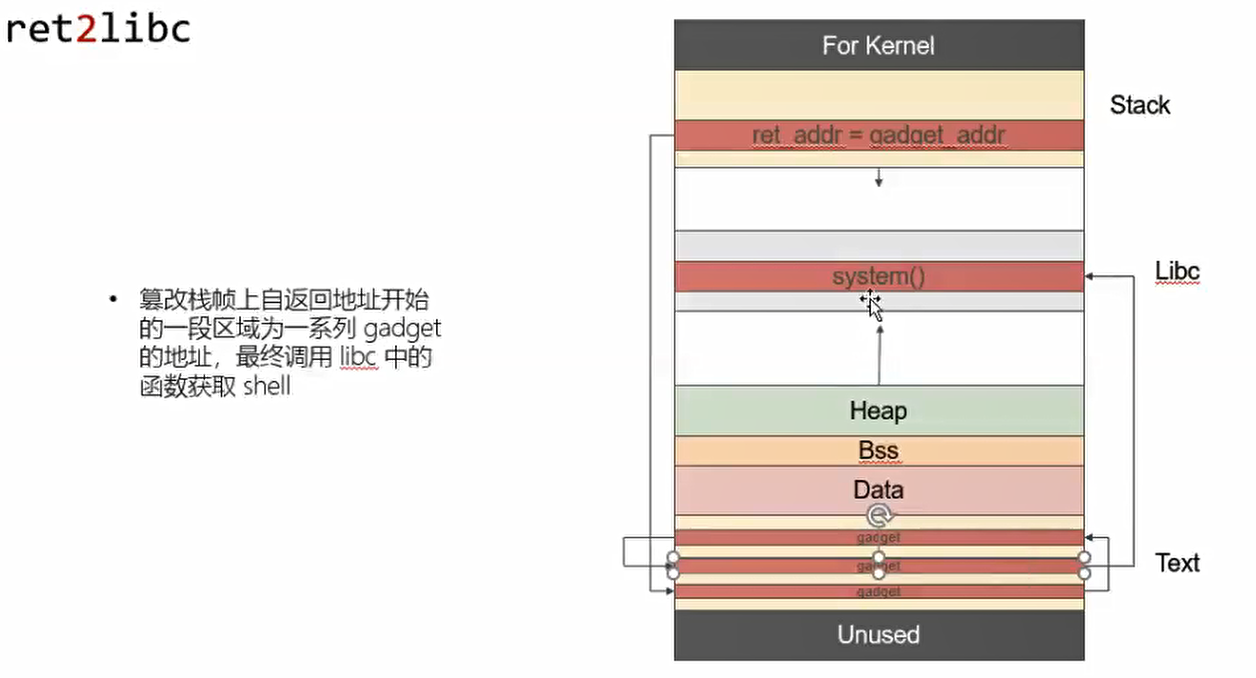 ret2libc
For Kernel
Stack
ret_addr = gadget_addr
system()
Libc
• 篡改栈帧上自返回地址开始
的一段区域为一系列 gadget
的地址，最终调用 libc 中的
函数获取 shell
Heap
Bss
Data
gadget
gadget
Text
gadget
Unused